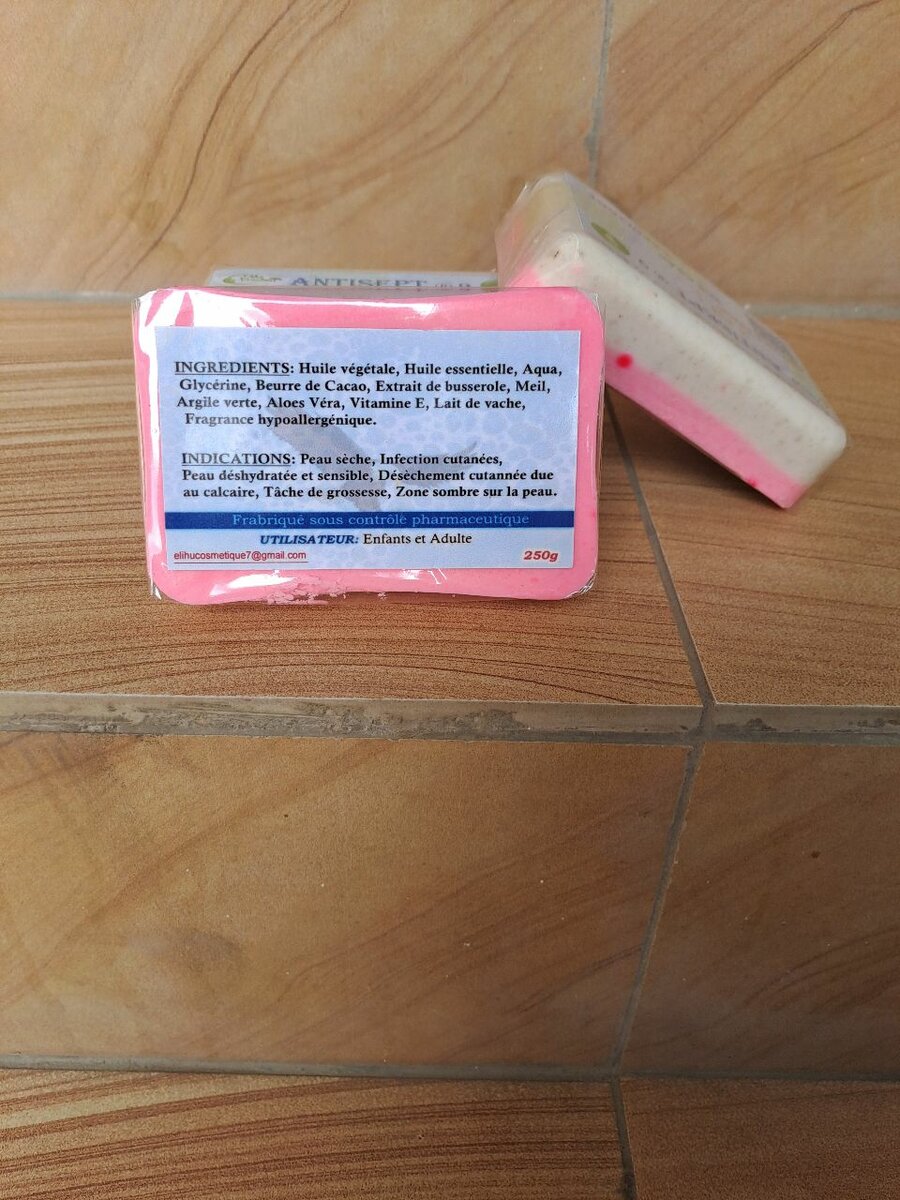 ANTISEPT
INGREDIENTS: Huile végétale, Huile essentielle, Aqua,
Glycérine, Beurre de Cacao, Extrait de busserole, Meil,
Argile verte, Aloes Véra, Vitamine E, Lait de vache,
Fragrance hypoallergénique.
INDICATIONS: Peau sèche, Infection cutanées,
Peau déshydratée et sensible, Désèchement cutannée due
au calcaire, Tâche de grossesse, Zone sombre sur la peau.
Frabriqué sous contrôlè pharmaceutique
UTILISATEUR: Enfants et Adulte
elihucosmetique7@gmail.com
250g